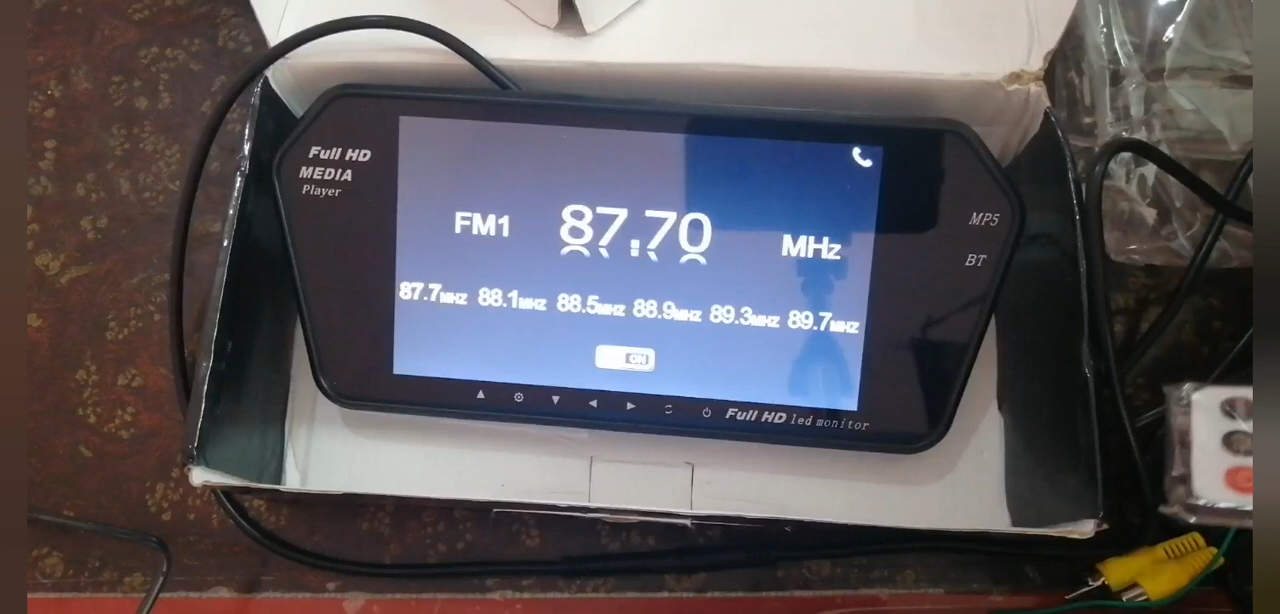 Full HD
MEDIA
Player
FM1 87.70 MHz
87.7MHZ 88.1MHZ 88.5MHZ 88.9MHZ 89.3MHZ 89.7MHZ
ON
MP5
BT
Full HD led monitor